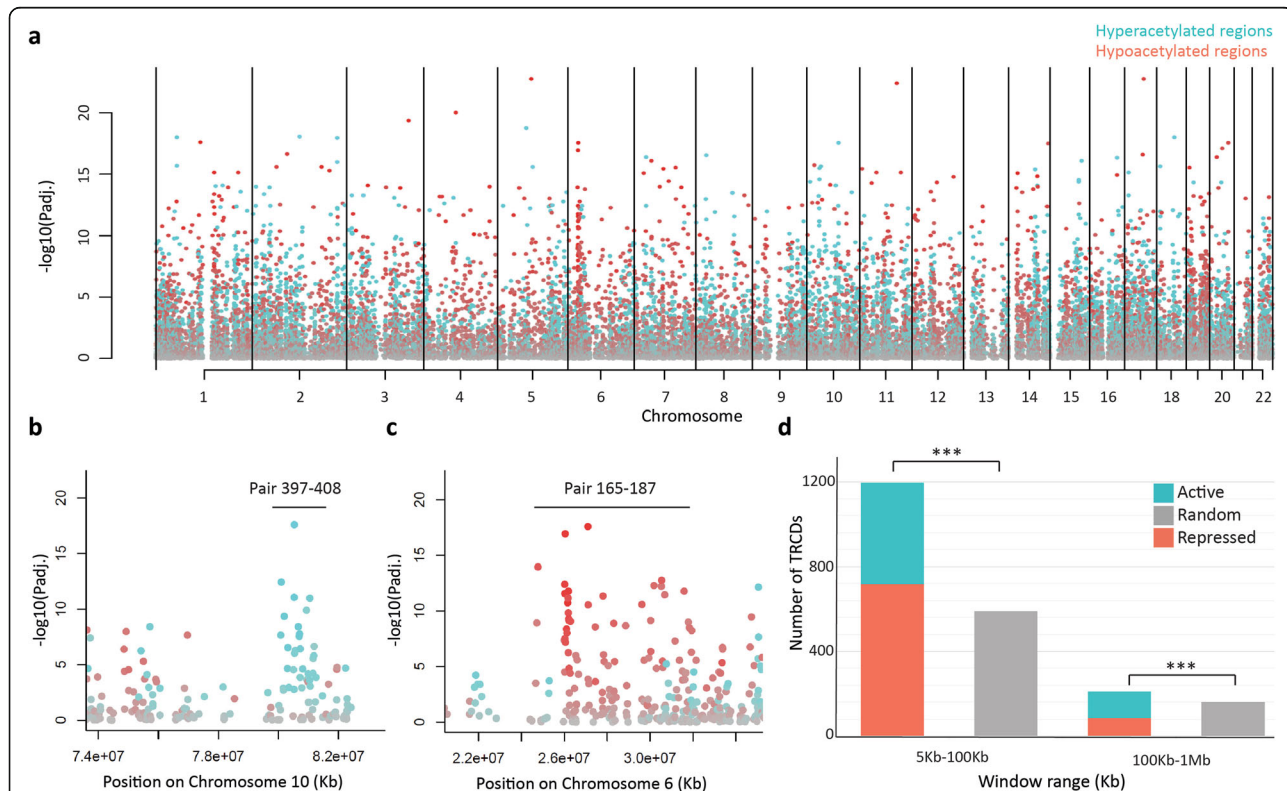 a
Hyperacetylated regions
Hypoacetylated regions
-log10(Padj.)
20
15
10
5
0
1 2 3 4 5 6 7 8 9 10 11 12 13 14 15 16 17 18 20 22
Chromosome
b
Pair 397-408
-log10(Padj.)
20
15
10
5
0
7.4e+07 7.8e+07 8.2e+07
Position on Chromosome 10 (Kb)
c
Pair 165-187
-log10(Padj.)
20
15
10
5
0
2.2e+07 2.6e+07 3.0e+07
Position on Chromosome 6 (Kb)
d
***
***
Active
Random
Repressed
Number of TRCDs
1200
800
400
0
5Kb-100Kb 100Kb-1Mb
Window range (Kb)